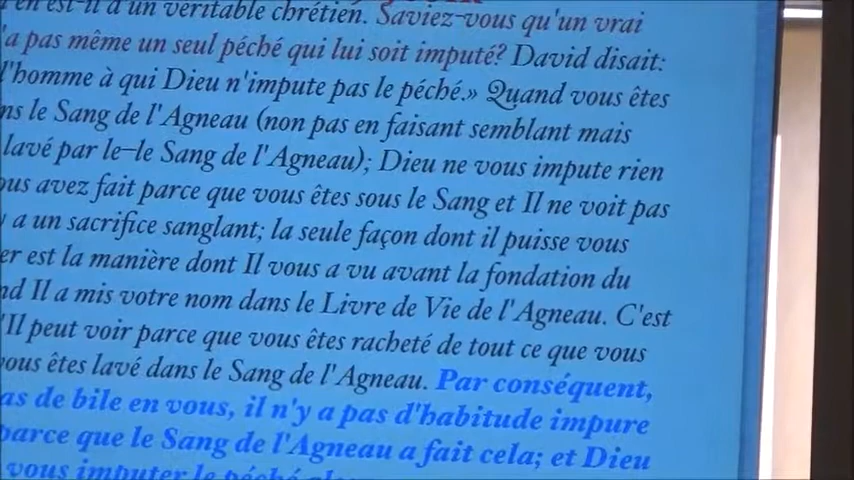 en est-il d'un véritable chrétien. Saviez-vous qu'un vrai
'a pas même un seul péché qui lui soit imputé? David disait:
l'homme à qui Dieu n'impute pas le péché.» Quand vous êtes
ns le Sang de l'Agneau (non pas en faisant semblant mais
lavé par le–le Sang de l'Agneau); Dieu ne vous impute rien
ous avez fait parce que vous êtes sous le Sang et Il ne voit pas
y a un sacrifice sanglant; la seule façon dont il puisse vous
er est la manière dont Il vous a vu avant la fondation du
nd Il a mis votre nom dans le Livre de Vie de l'Agneau. C'est
'Il peut voir parce que vous êtes racheté de tout ce que vous
vous êtes lavé dans le Sang de l'Agneau. Par conséquent,
as de bile en vous, il n'y a pas d'habitude impure
parce que le Sang de l'Agneau a fait cela; et Dieu
vous imputer le péché